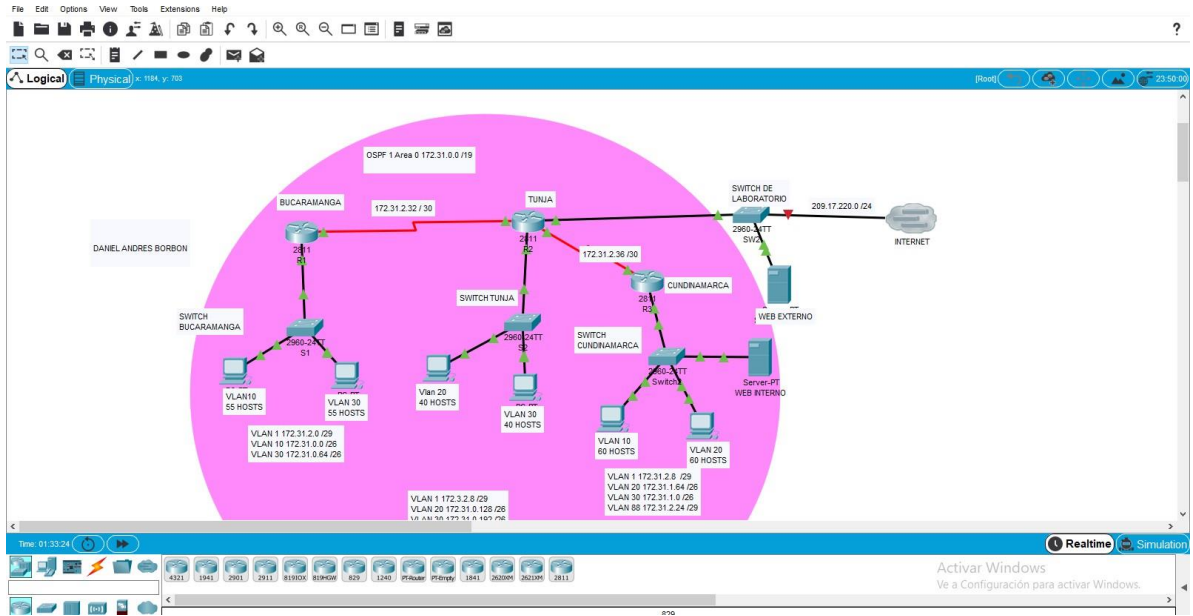 File Edit Options View Tools Extensions Help
?
Logical Physical x: 1184, y: 703
[Root] 23:50:00
OSPF 1 Area 0 172.31.0.0 /19
BUCARAMANGA
172.31.2.32 / 30
TUNJA
SWITCH DE
LABORATORIO
209.17.220.0 /24
INTERNET
2960-24TT
SW2
DANIEL ANDRES BORBON
2811
R1
2811
R2
172.31.2.36 /30
CUNDINAMARCA
2811
R3
WEB EXTERNO
SWITCH
BUCARAMANGA
SWITCH TUNJA
2960-24TT
S1
2960-24TT
S2
SWITCH
CUNDINAMARCA
2960-24TT
Switch2
Server-PT
WEB INTERNO
VLAN10
55 HOSTS
VLAN 30
55 HOSTS
Vlan 20
40 HOSTS
VLAN 30
40 HOSTS
VLAN 10
60 HOSTS
VLAN 20
60 HOSTS
VLAN 1 172.31.2.0 /29
VLAN 10 172.31.0.0 /26
VLAN 30 172.31.0.64 /26
VLAN 1 172.3.2.8 /29
VLAN 20 172.31.0.128 /26
VLAN 30 172.31.0.192 /26
VLAN 1 172.31.2.8 /29
VLAN 20 172.31.1.64 /26
VLAN 30 172.31.1.0 /26
VLAN 88 172.31.2.24 /29
Time: 01:33:24
Realtime Simulation
4321 1941 2901 2911 819IOX 819HGW 829 1240 PT-Router PT-Empty 1841 2620XM 2621XM 2811
Activar Windows
Ve a Configuración para activar Windows.
829